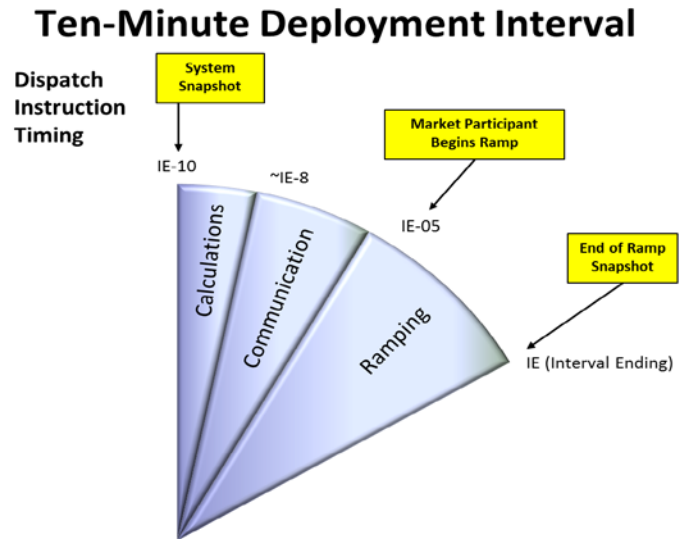 Ten-Minute Deployment Interval
Dispatch
Instruction
Timing
System
Snapshot
IE-10
~IE-8
Market Participant
Begins Ramp
IE-05
End of Ramp
Snapshot
IE (Interval Ending)
Calculations
Communication
Ramping